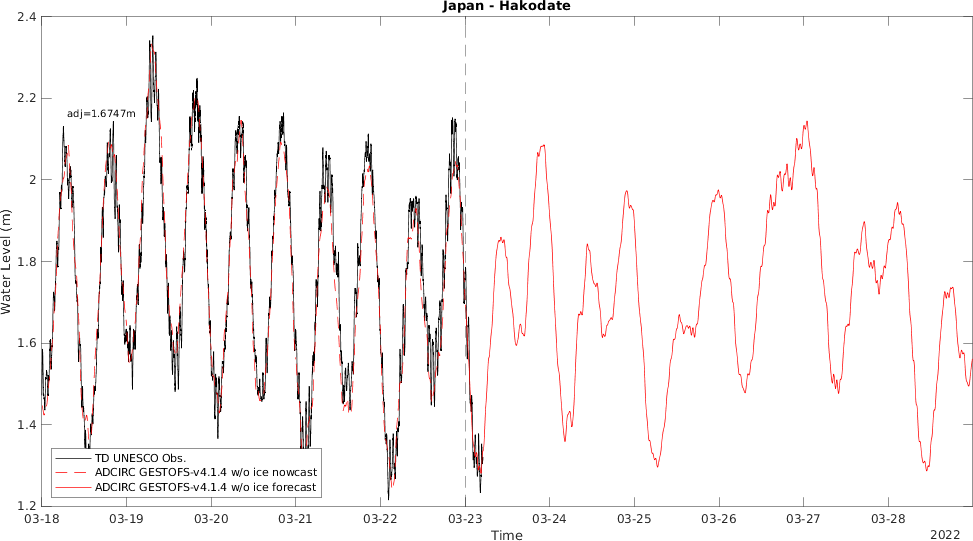 Japan - Hakodate
2.4
2.2
2
1.8
1.6
1.4
1.2
Water Level (m)
adj=1.6747m
TD UNESCO Obs.
ADCIRC GESTOFS-v4.1.4 w/o ice nowcast
ADCIRC GESTOFS-v4.1.4 w/o ice forecast
03-18 03-19 03-20 03-21 03-22 03-23 03-24 03-25 03-26 03-27 03-28
Time
2022